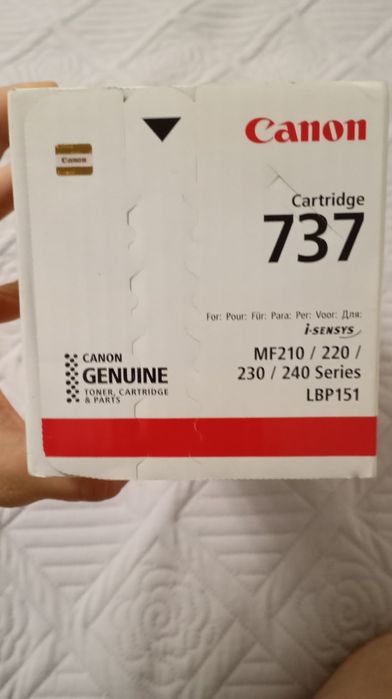 Canon
Canon
Cartridge
737
For: Pour: Für: Para: Per: Voor: Для:
i-SENSYS
MF210 / 220 /
230 / 240 Series
LBP151
CANON
GENUINE
TONER, CARTRIDGE
& PARTS